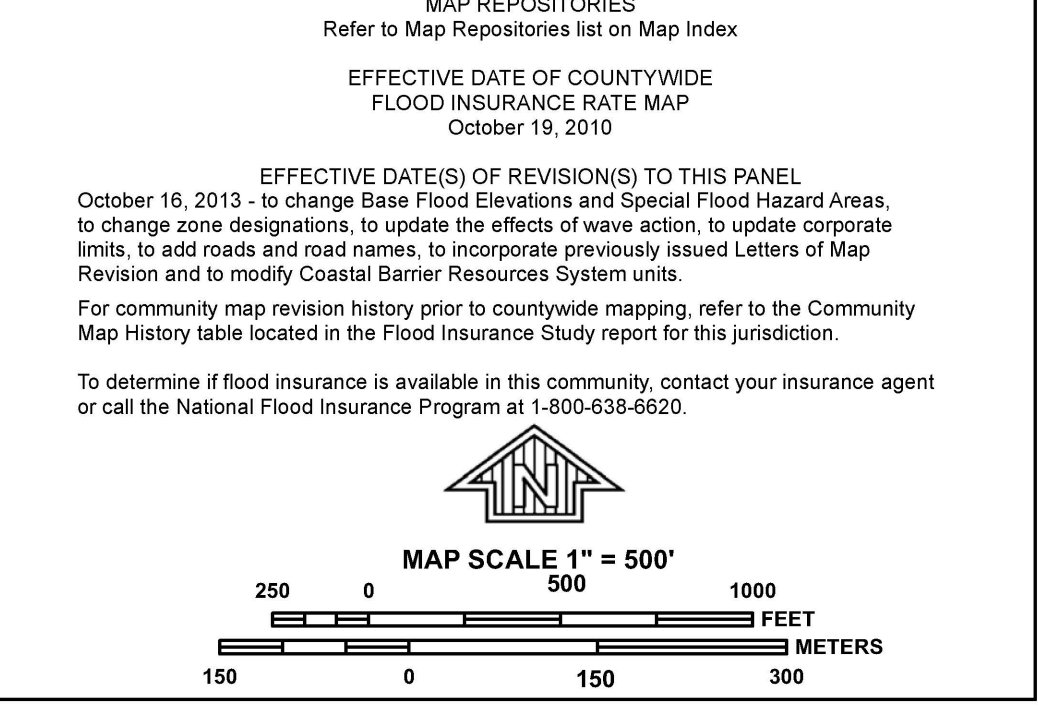 MAP REPOSITORIES
Refer to Map Repositories list on Map Index
EFFECTIVE DATE OF COUNTYWIDE
FLOOD INSURANCE RATE MAP
October 19, 2010
EFFECTIVE DATE(S) OF REVISION(S) TO THIS PANEL
October 16, 2013 - to change Base Flood Elevations and Special Flood Hazard Areas,
to change zone designations, to update the effects of wave action, to update corporate
limits, to add roads and road names, to incorporate previously issued Letters of Map
Revision and to modify Coastal Barrier Resources System units.
For community map revision history prior to countywide mapping, refer to the Community
Map History table located in the Flood Insurance Study report for this jurisdiction.
To determine if flood insurance is available in this community, contact your insurance agent
or call the National Flood Insurance Program at 1-800-638-6620.
N
MAP SCALE 1" = 500'
250 0 500 1000
FEET
METERS
150 0 150 300